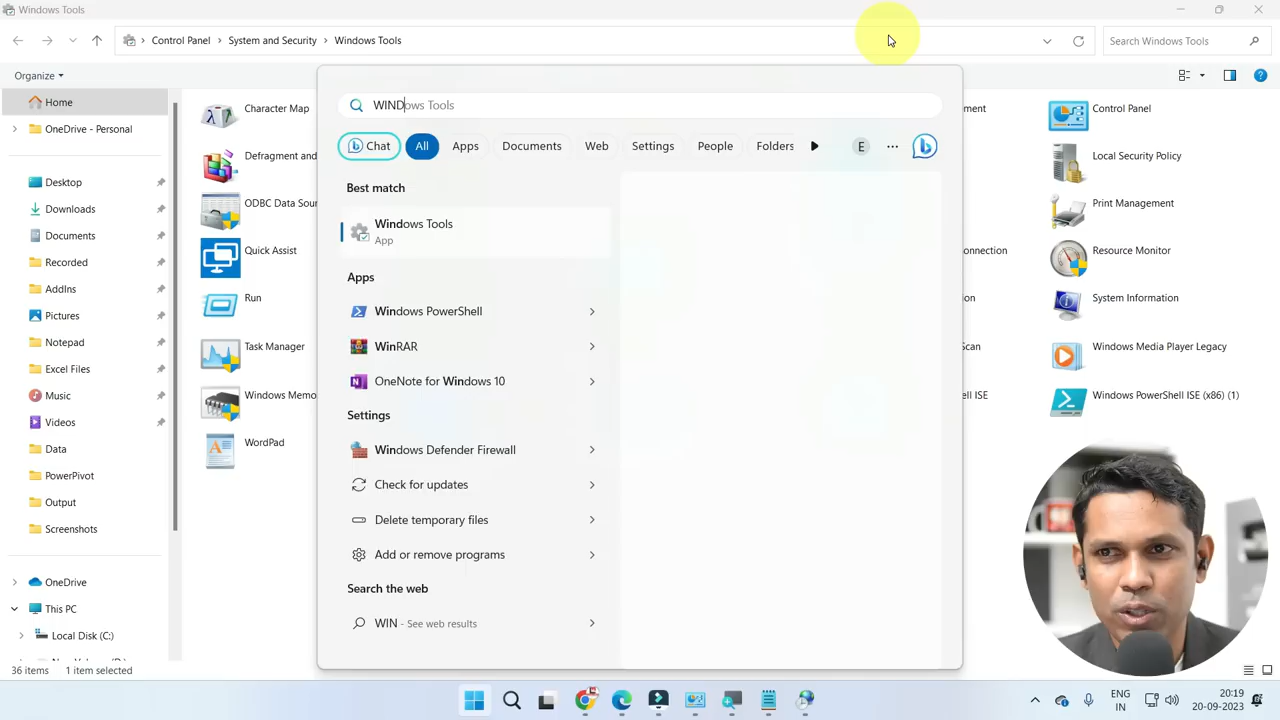 Windows Tools
Control Panel > System and Security > Windows Tools
Search Windows Tools
Organize
Home
OneDrive - Personal
Desktop
Downloads
Documents
Recorded
AddIns
Pictures
Notepad
Excel Files
Music
Videos
Data
PowerPivot
Output
Screenshots
OneDrive
This PC
Local Disk (C:)
Character Map
Defragment and
ODBC Data Sour
Quick Assist
Run
Task Manager
Windows Memo
WordPad
WINDows Tools
Chat All Apps Documents Web Settings People Folders E
Best match
Windows Tools
App
Apps
Windows PowerShell
WinRAR
OneNote for Windows 10
Settings
Windows Defender Firewall
Check for updates
Delete temporary files
Add or remove programs
Search the web
WIN - See web results
ment
onnection
on
Scan
ISE
Control Panel
Local Security Policy
Print Management
Resource Monitor
System Information
Windows Media Player Legacy
Windows PowerShell ISE (x86) (1)
36 items 1 item selected
ENG
IN
20:19
20-09-2023